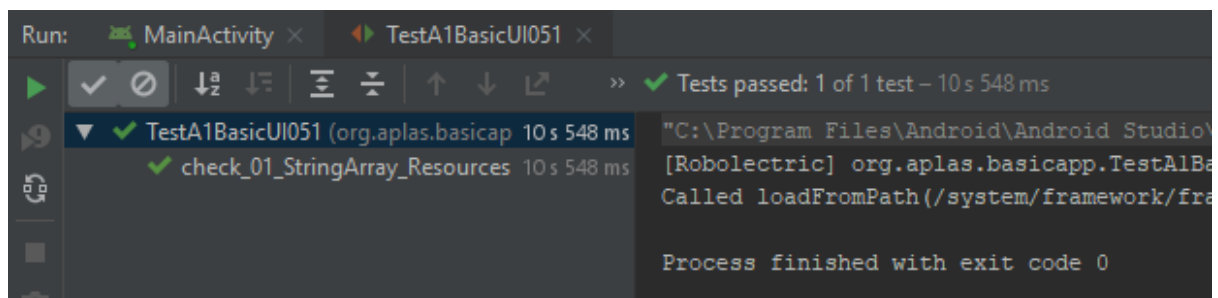 Run: MainActivity TestA1BasicUI051
Tests passed: 1 of 1 test – 10 s 548 ms
TestA1BasicUI051 (org.aplas.basicap 10 s 548 ms
check_01_StringArray_Resources 10 s 548 ms
"C:\Program Files\Android\Android Studio\
[Robolectric] org.aplas.basicapp.TestA1Ba
Called loadFromPath(/system/framework/fra
Process finished with exit code 0